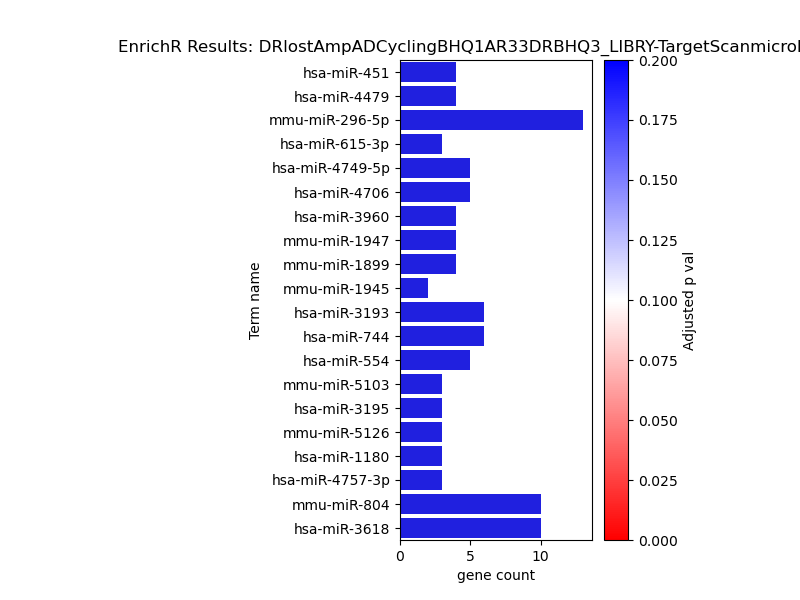 EnrichR Results: DRlostAmpADCyclingBHQ1AR33DRBHQ3_LIBRY-TargetScanmicroR
hsa-miR-451
hsa-miR-4479
mmu-miR-296-5p
hsa-miR-615-3p
hsa-miR-4749-5p
hsa-miR-4706
hsa-miR-3960
mmu-miR-1947
mmu-miR-1899
mmu-miR-1945
hsa-miR-3193
hsa-miR-744
hsa-miR-554
mmu-miR-5103
hsa-miR-3195
mmu-miR-5126
hsa-miR-1180
hsa-miR-4757-3p
mmu-miR-804
hsa-miR-3618
Term name
0 5 10
gene count
0.200
0.175
0.150
0.125
0.100
0.075
0.050
0.025
0.000
Adjusted p val